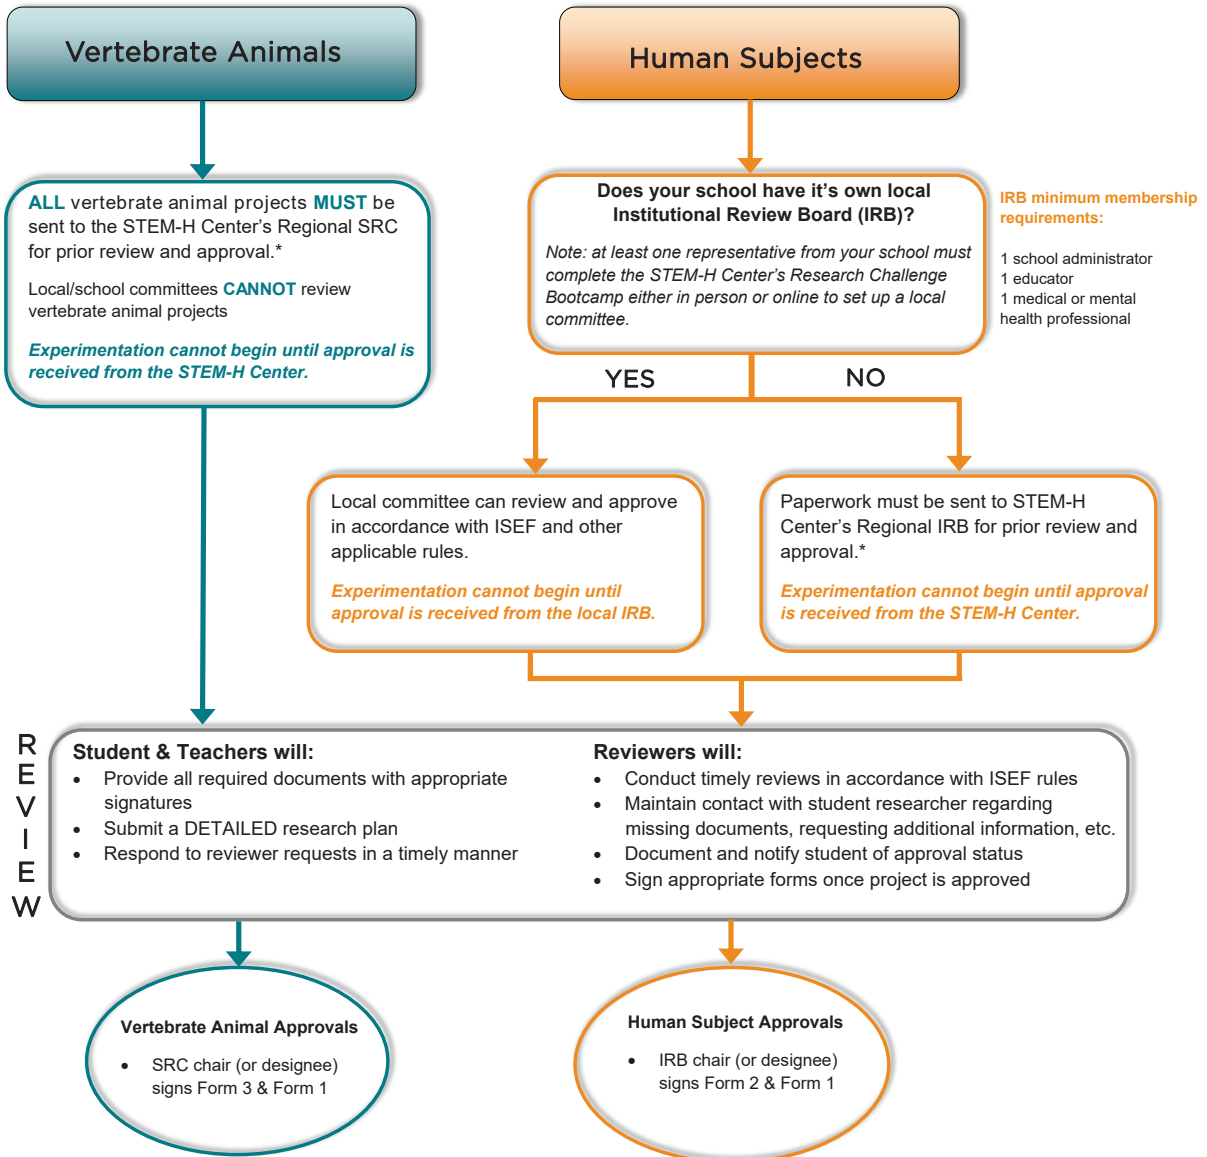 Vertebrate Animals
Human Subjects
ALL vertebrate animal projects MUST be
sent to the STEM-H Center's Regional SRC
for prior review and approval.*
Local/school committees CANNOT review
vertebrate animal projects
Experimentation cannot begin until approval is
received from the STEM-H Center.
Does your school have it's own local
Institutional Review Board (IRB)?
Note: at least one representative from your school must
complete the STEM-H Center's Research Challenge
Bootcamp either in person or online to set up a local
committee.
IRB minimum membership
requirements:
1 school administrator
1 educator
1 medical or mental
health professional
YES
NO
Local committee can review and approve
in accordance with ISEF and other
applicable rules.
Experimentation cannot begin until
approval is received from the local IRB.
Paperwork must be sent to STEM-H
Center's Regional IRB for prior review and
approval.*
Experimentation cannot begin until approval
is received from the STEM-H Center.
REVIEW
Student & Teachers will:
• Provide all required documents with appropriate
signatures
• Submit a DETAILED research plan
• Respond to reviewer requests in a timely manner
Reviewers will:
• Conduct timely reviews in accordance with ISEF rules
• Maintain contact with student researcher regarding
missing documents, requesting additional information, etc.
• Document and notify student of approval status
• Sign appropriate forms once project is approved
Vertebrate Animal Approvals
• SRC chair (or designee)
signs Form 3 & Form 1
Human Subject Approvals
• IRB chair (or designee)
signs Form 2 & Form 1